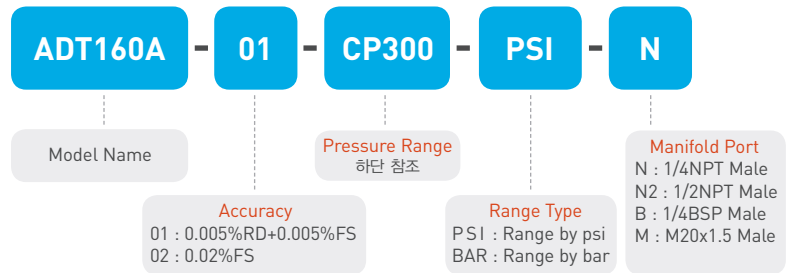 ADT160A - 01 - CP300 - PSI - N
Model Name
Accuracy
01 : 0.005%RD+0.005%FS
02 : 0.02%FS
Pressure Range
하단 참조
Range Type
PSI : Range by psi
BAR : Range by bar
Manifold Port
N : 1/4NPT Male
N2 : 1/2NPT Male
B : 1/4BSP Male
M : M20x1.5 Male